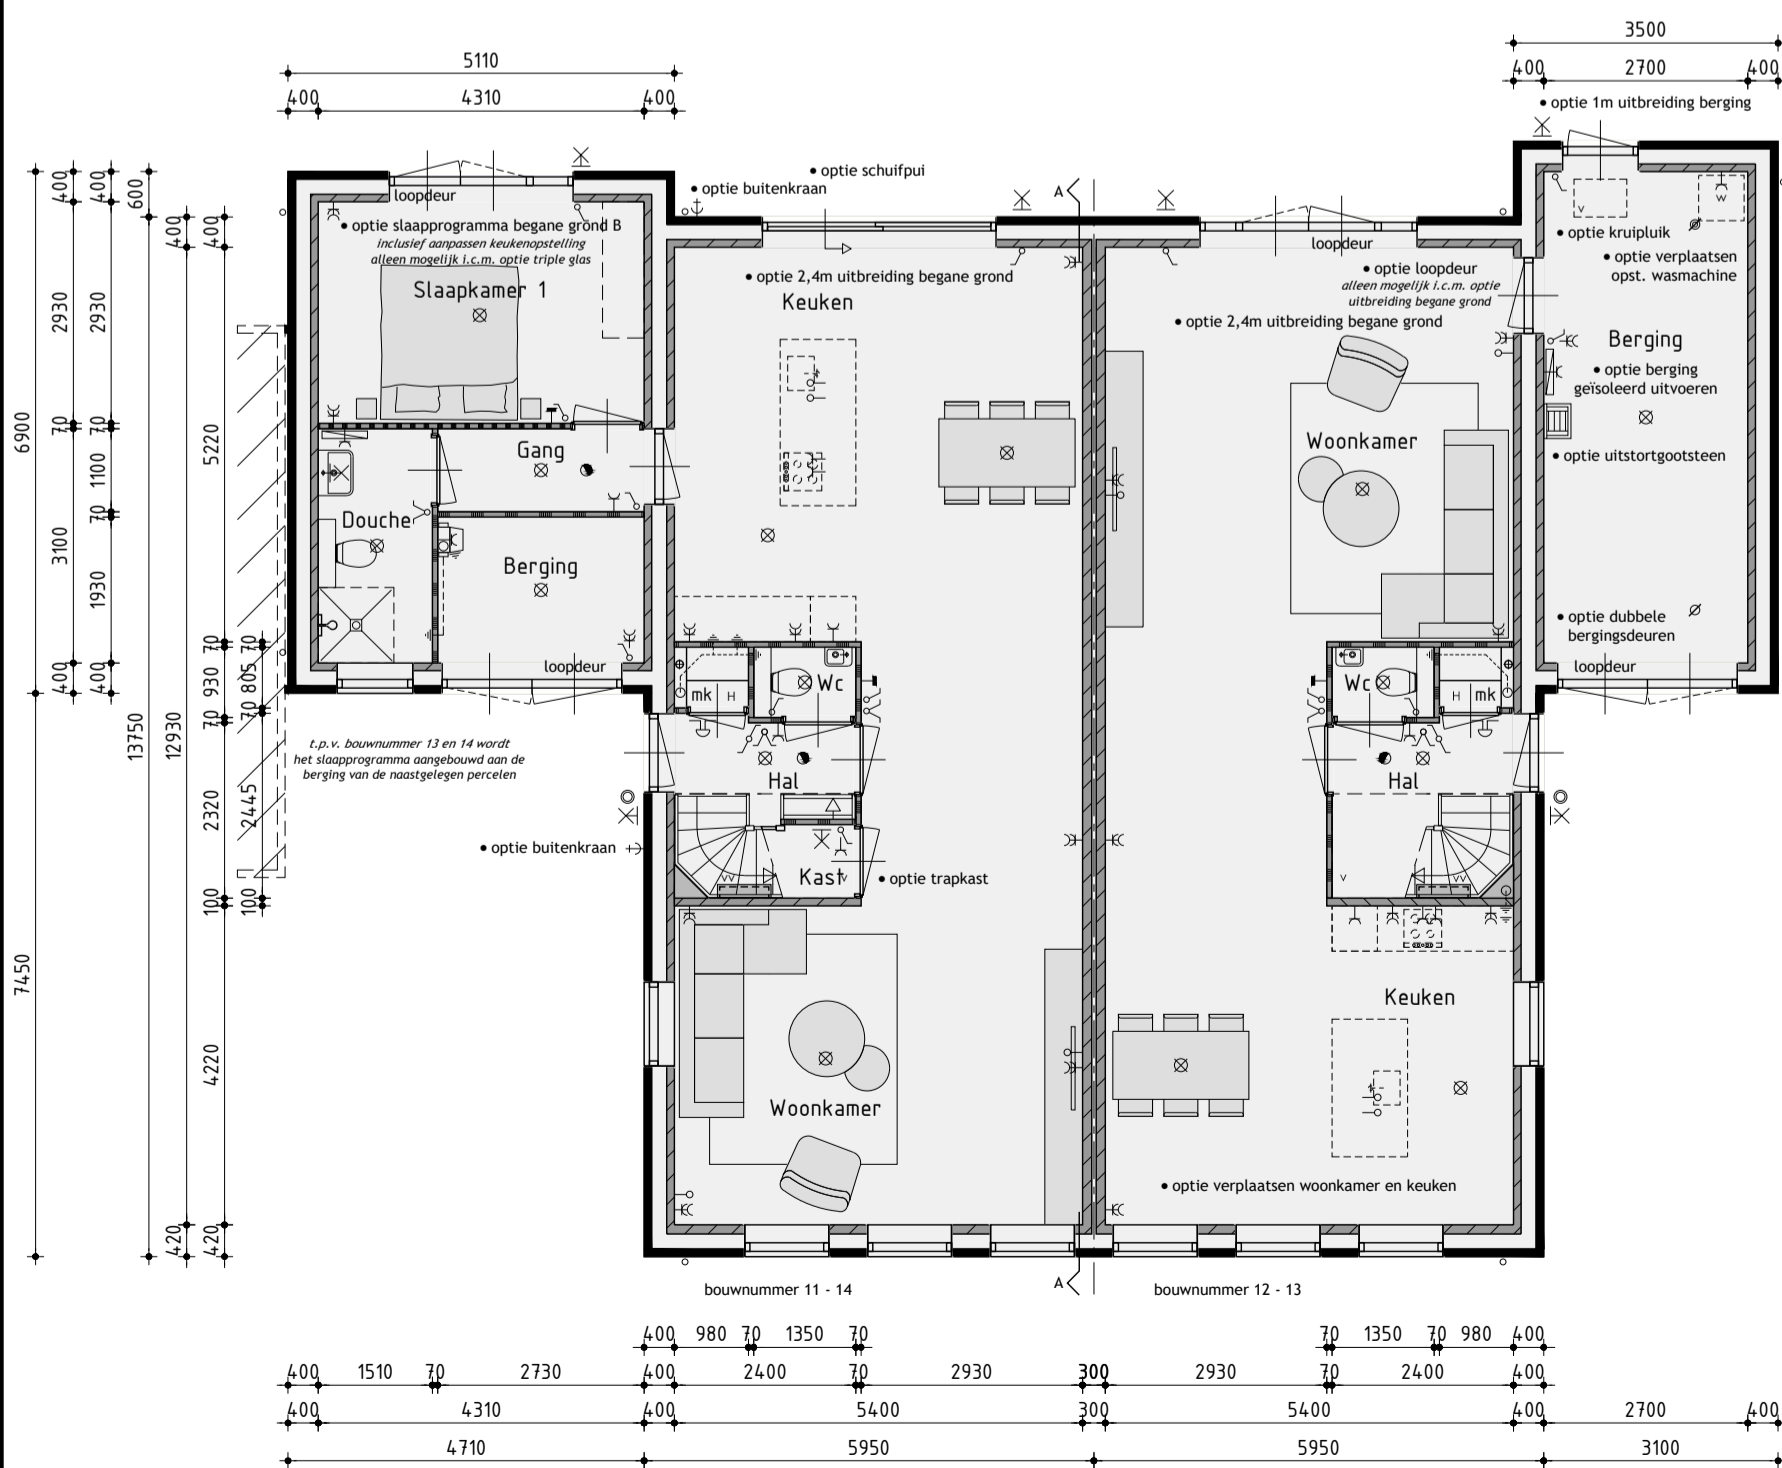 3500
5110
400 2700 400
400 4310 400
• optie 1m uitbreiding berging
• optie schuifpui
• optie buitenkraan
A
loopdeur
• optie slaapprogramma begane grond B
inclusief aanpassen keukenopstelling
alleen mogelijk i.c.m. optie triple glas
Slaapkamer 1
• optie 2,4m uitbreiding begane grond
Keuken
loopdeur
• optie loopdeur
alleen mogelijk i.c.m. optie
uitbreiding begane grond
• optie 2,4m uitbreiding begane grond
v
w
• optie kruipluik
• optie verplaatsen
opst. wasmachine
Berging
• optie berging
geïsoleerd uitvoeren
• optie uitstortgootsteen
• optie dubbele
bergingsdeuren
loopdeur
Woonkamer
Gang
Douche
Berging
loopdeur
mk
H
Wc
Wc
H
mk
Hal
Hal
t.p.v. bouwnummer 13 en 14 wordt
het slaapprogramma aangebouwd aan de
berging van de naastgelegen percelen
• optie buitenkraan
vv
Kast
v
• optie trapkast
v
vv
Keuken
Woonkamer
• optie verplaatsen woonkamer en keuken
A
bouwnummer 11 - 14
bouwnummer 12 - 13
6900
7450
400
2930
70
3100
400
400
2930
70
1100
70
1930
400
600
13750
400
12930
420
400
5220
70
930
70
2320
100
4220
420
70
805
70
2445
100
400 980 70 1350 70
70 1350 70 980 400
400 1510 70 2730 400 2400 70 2930 300 2930 70 2400 400
400 4310 400 5400 300 5400 400 2700 400
4710 5950 5950 3100